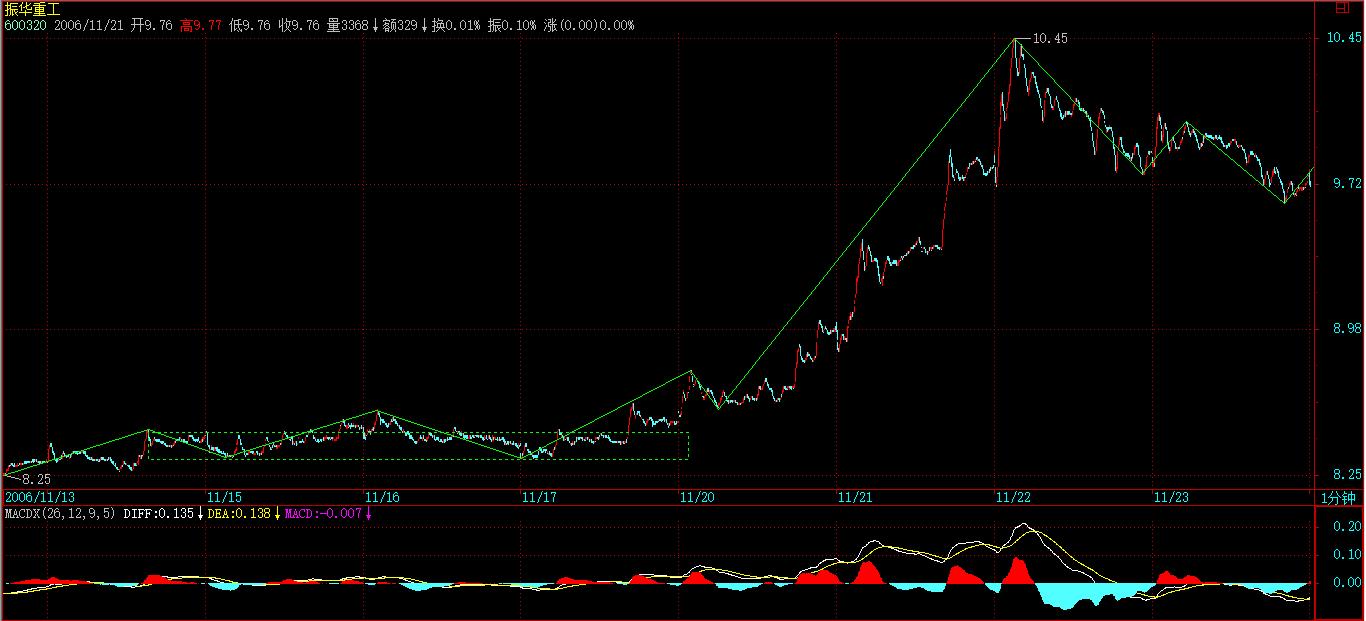 振华重工
600320 2006/11/21 开9.76 高9.77 低9.76 收9.76 量3368↓额329↓换0.01% 振0.10% 涨(0.00)0.00%
10.45 10.45
9.72
8.98
8.25 8.25
2006/11/13 11/15 11/16 11/17 11/20 11/21 11/22 11/23 1分钟
MACDX(26,12,9,5) DIFF:0.135↓DEA:0.138↓MACD:-0.007↓
0.20
0.10
0.00